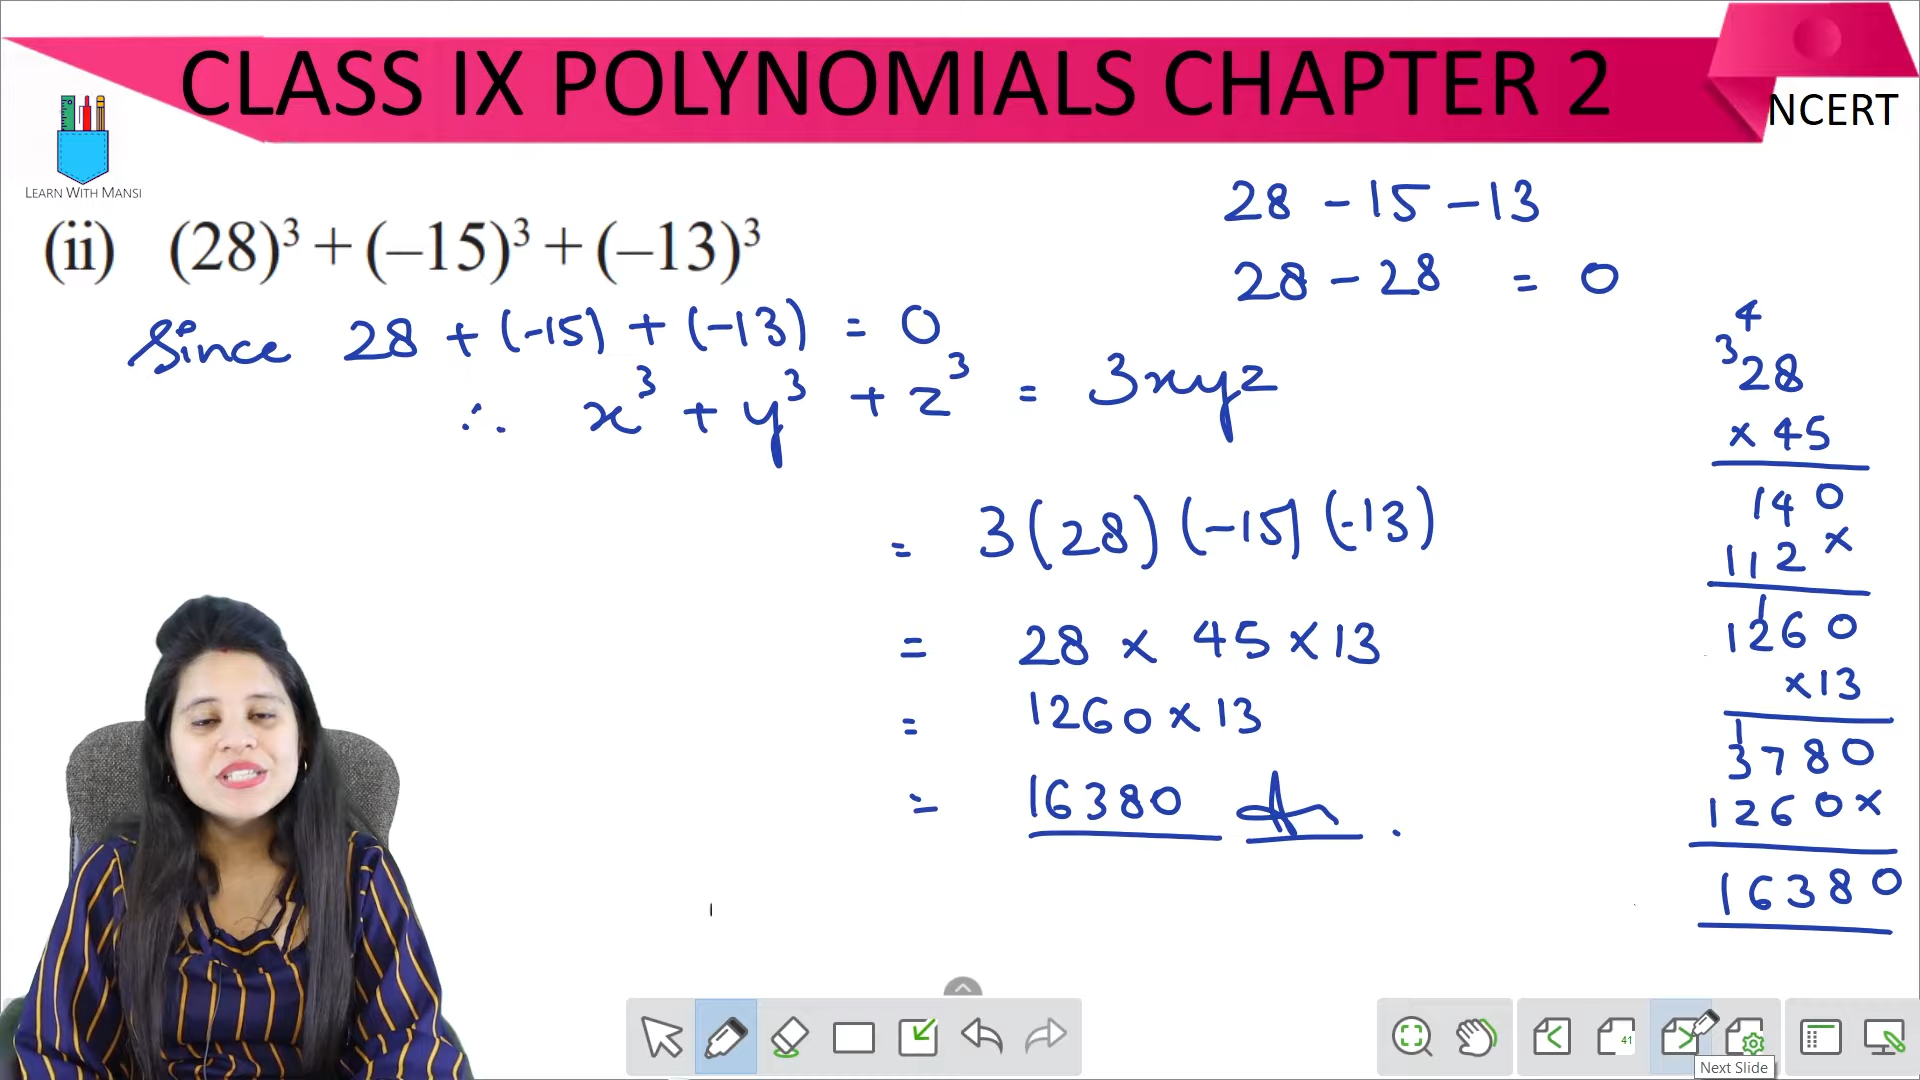 CLASS IX POLYNOMIALS CHAPTER 2
NCERT
LEARN WITH MANSI
(ii) (28)³ + (–15)³ + (–13)³
28 - 15 - 13
28 - 28 = 0
Since 28 + (-15) + (-13) = 0
∴ x³ + y³ + z³ = 3xyz
= 3(28)(-15)(-13)
= 28 × 45 × 13
= 1260 × 13
= 16380
4
3
28
× 45
140
112 ×
1
1260
×13
1
3780
1260×
16380
41
Next Slide